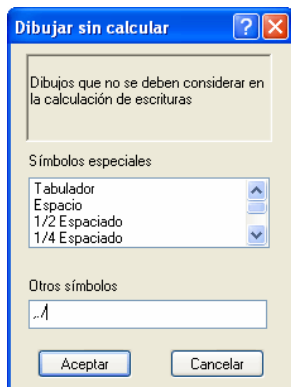 Dibujar sin calcular
Dibujos que no se deben considerar en
la calculación de escrituras
Símbolos especiales
Tabulador
Espacio
1/2 Espaciado
1/4 Espaciado
Otros símbolos
,./
Aceptar
Cancelar